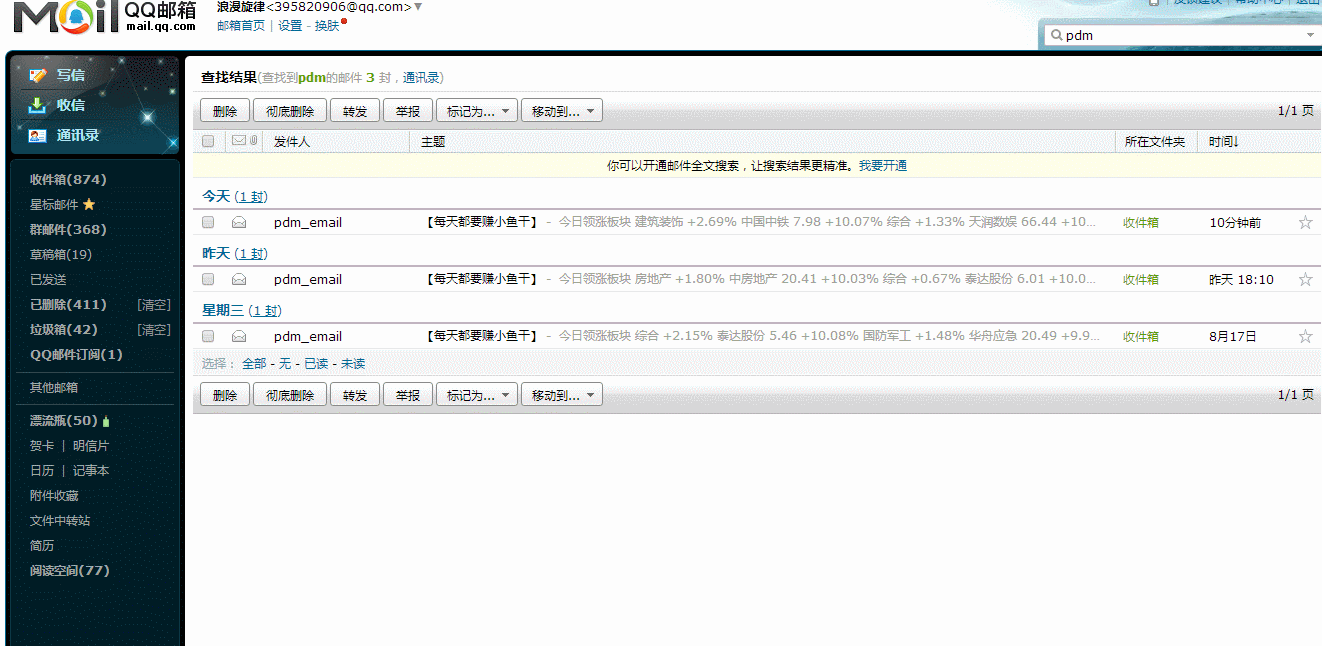 Mail QQ邮箱 mail.qq.com
浪漫旋律<395820906@qq.com>
邮箱首页 | 设置 - 换肤
反馈建议 | 帮助中心 | 退出
pdm
写信
收信
通讯录
收件箱(874)
星标邮件
群邮件(368)
草稿箱(19)
已发送
已删除(411) [清空]
垃圾箱(42) [清空]
QQ邮件订阅(1)
其他邮箱
漂流瓶(50)
贺卡 | 明信片
日历 | 记事本
附件收藏
文件中转站
简历
阅读空间(77)
查找结果(查找到pdm的邮件 3 封，通讯录)
删除 彻底删除 转发 举报 标记为... 移动到... 1/1 页
发件人 主题 所在文件夹 时间↓
你可以开通邮件全文搜索，让搜索结果更精准。我要开通
今天 (1 封)
pdm_email 【每天都要赚小鱼干】 - 今日领涨板块 建筑装饰 +2.69% 中国中铁 7.98 +10.07% 综合 +1.33% 天润数娱 66.44 +10... 收件箱 10分钟前
昨天 (1 封)
pdm_email 【每天都要赚小鱼干】 - 今日领涨板块 房地产 +1.80% 中房地产 20.41 +10.03% 综合 +0.67% 泰达股份 6.01 +10.0... 收件箱 昨天 18:10
星期三 (1 封)
pdm_email 【每天都要赚小鱼干】 - 今日领涨板块 综合 +2.15% 泰达股份 5.46 +10.08% 国防军工 +1.48% 华舟应急 20.49 +9.9... 收件箱 8月17日
选择：全部 - 无 - 已读 - 未读
删除 彻底删除 转发 举报 标记为... 移动到... 1/1 页